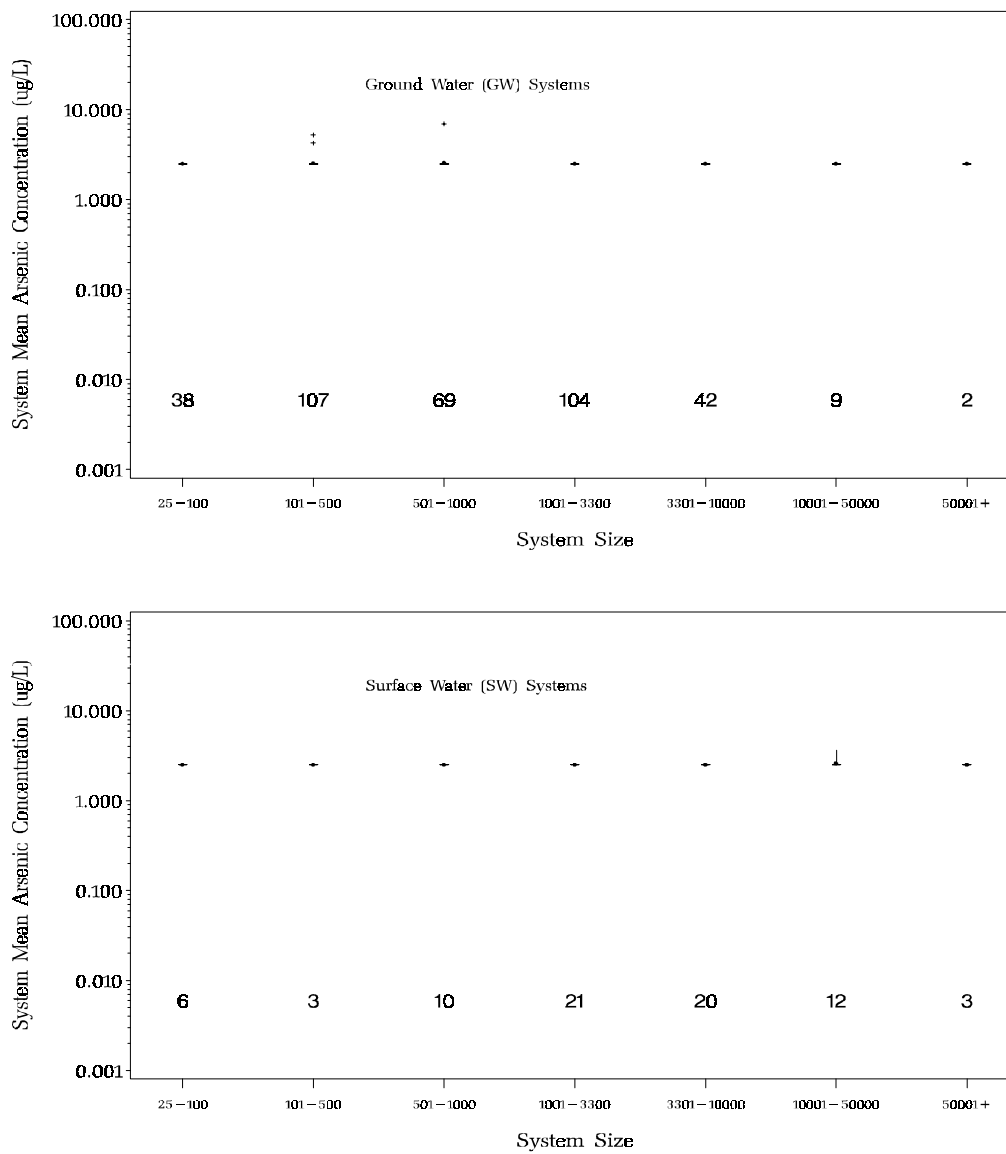 100.000
Ground Water (GW) Systems
10.000
1.000
0.100
0.010
0.001
System Mean Arsenic Concentration (ug/L)
38 107 69 104 42 9 2
25-100 101-500 501-1000 1001-3300 3301-10000 10001-50000 50001+
System Size
100.000
Surface Water (SW) Systems
10.000
1.000
0.100
0.010
0.001
System Mean Arsenic Concentration (ug/L)
6 3 10 21 20 12 3
25-100 101-500 501-1000 1001-3300 3301-10000 10001-50000 50001+
System Size